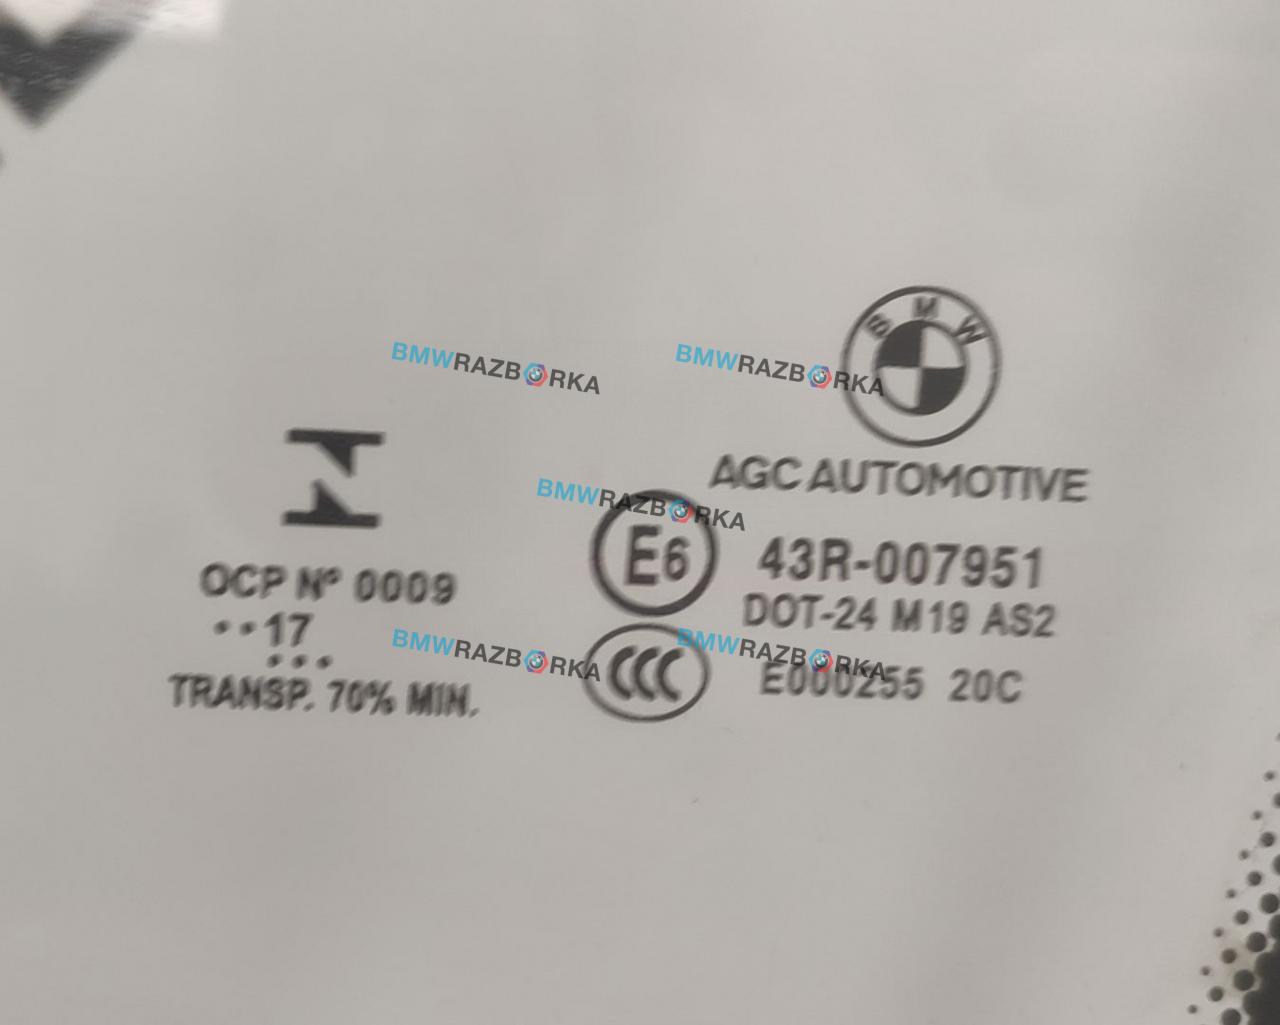 BMW
BMWRAZBORKA
BMWRAZBORKA
AGC AUTOMOTIVE
BMWRAZBORKA
E6
43R-007951
OCP Nº 0009
DOT-24 M19 AS2
••17
•••
BMWRAZBORKA
BMWRAZBORKA
CCC
E000255 20C
TRANSP. 70% MIN.